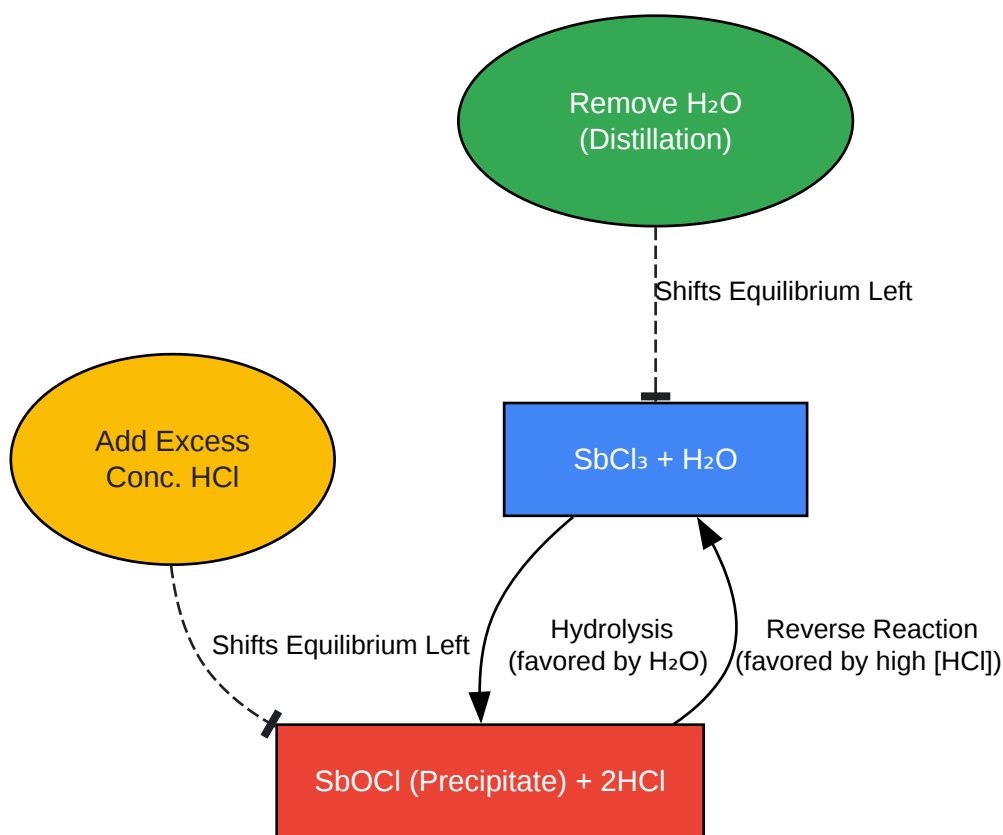 Remove H₂O
(Distillation)
Shifts Equilibrium Left
Add Excess
Conc. HCl
SbCl₃ + H₂O
Shifts Equilibrium Left
Hydrolysis
(favored by H₂O)
Reverse Reaction
(favored by high [HCl])
SbOCl (Precipitate) + 2HCl